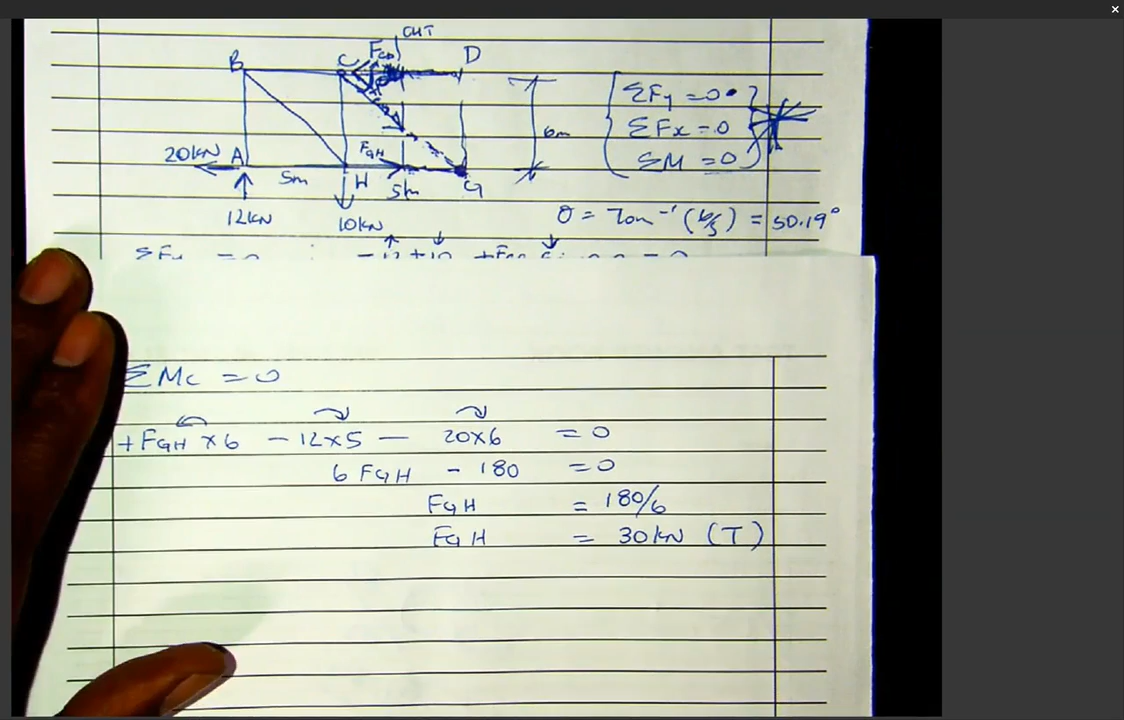 CUT
B C FCD D
ΣFy = 0
6m ΣFx = 0
20kN A FGH ΣM = 0
5m H 5m G
12kN 10kN θ = Tan⁻¹ (6/5) = 50.19°
ΣMc = 0
+ FGH × 6 - 12×5 - 20×6 = 0
6 FGH - 180 = 0
FGH = 180/6
FGH = 30kN (T)